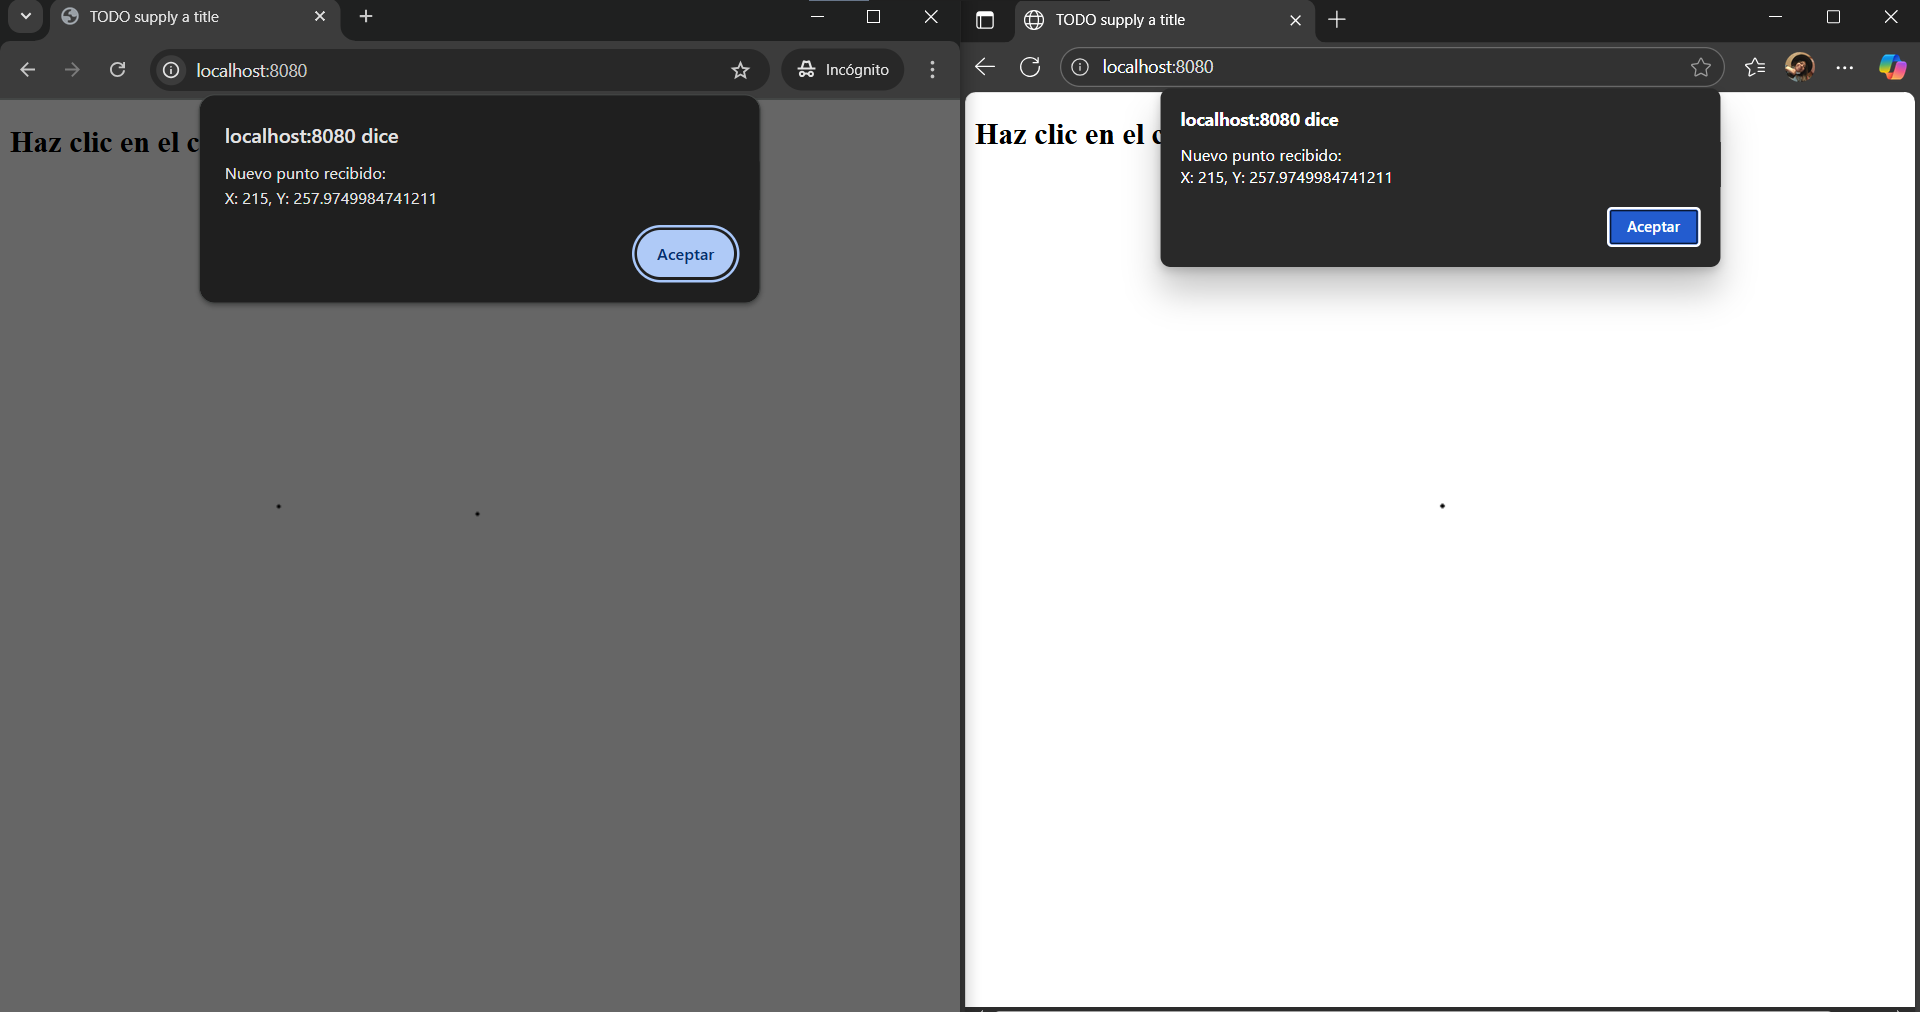 TODO supply a title
localhost:8080
Incógnito
Haz clic en el c
localhost:8080 dice
Nuevo punto recibido:
X: 215, Y: 257.9749984741211
Aceptar
TODO supply a title
localhost:8080
Haz clic en el c
localhost:8080 dice
Nuevo punto recibido:
X: 215, Y: 257.9749984741211
Aceptar